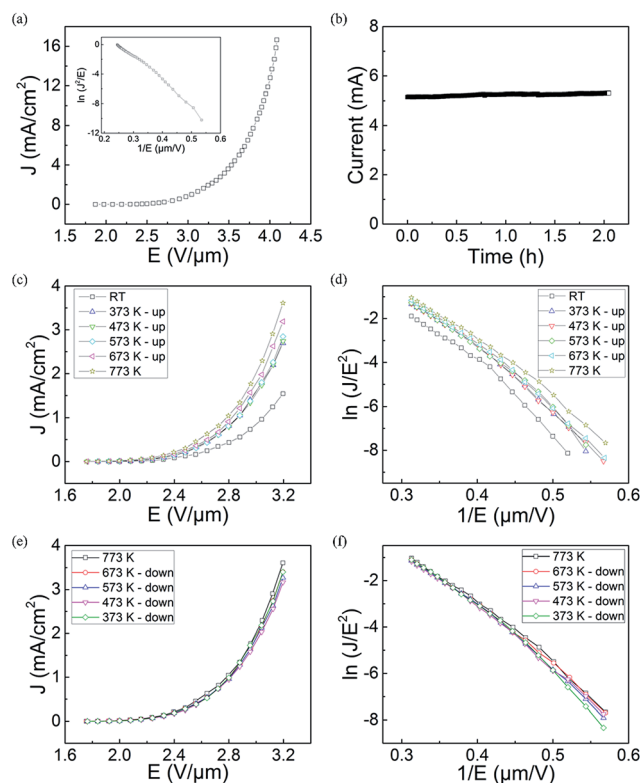 (a)
J (mA/cm²)
16
12
8
4
0
1.5 2.0 2.5 3.0 3.5 4.0 4.5
E (V/μm)
ln (J²/E)
0
-4
-8
-12
0.2 0.3 0.4 0.5 0.6
1/E (μm/V)
(b)
Current (mA)
8
6
4
2
0
0.0 0.5 1.0 1.5 2.0
Time (h)
(c)
J (mA/cm²)
4
3
2
1
0
RT
373 K - up
473 K - up
573 K - up
673 K - up
773 K
1.6 2.0 2.4 2.8 3.2
E (V/μm)
(d)
ln (J/E²)
-2
-4
-6
-8
RT
373 K - up
473 K - up
573 K - up
673 K - up
773 K
0.3 0.4 0.5 0.6
1/E (μm/V)
(e)
J (mA/cm²)
4
3
2
1
0
773 K
673 K - down
573 K - down
473 K - down
373 K - down
1.6 2.0 2.4 2.8 3.2
E (V/μm)
(f)
ln (J/E²)
-2
-4
-6
-8
773 K
673 K - down
573 K - down
473 K - down
373 K - down
0.3 0.4 0.5 0.6
1/E (μm/V)